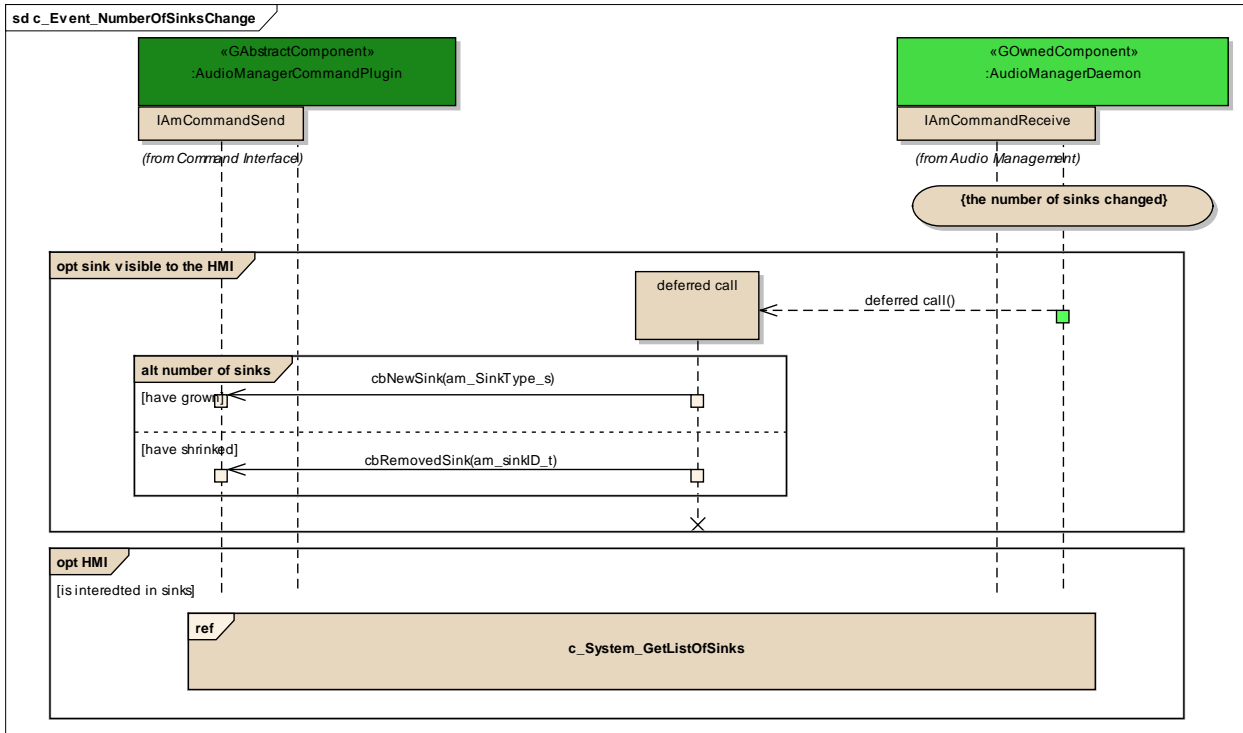 sd c_Event_NumberOfSinksChange
«GAbstractComponent»
:AudioManagerCommandPlugin
«GOwnedComponent»
:AudioManagerDaemon
IAmCommandSend
IAmCommandReceive
(from Command Interface)
(from Audio Management)
{the number of sinks changed}
opt sink visible to the HMI
deferred call
deferred call()
alt number of sinks
cbNewSink(am_SinkType_s)
[have grown]
[have shrinked]
cbRemovedSink(am_sinkID_t)
opt HMI
[is interedted in sinks]
ref
c_System_GetListOfSinks